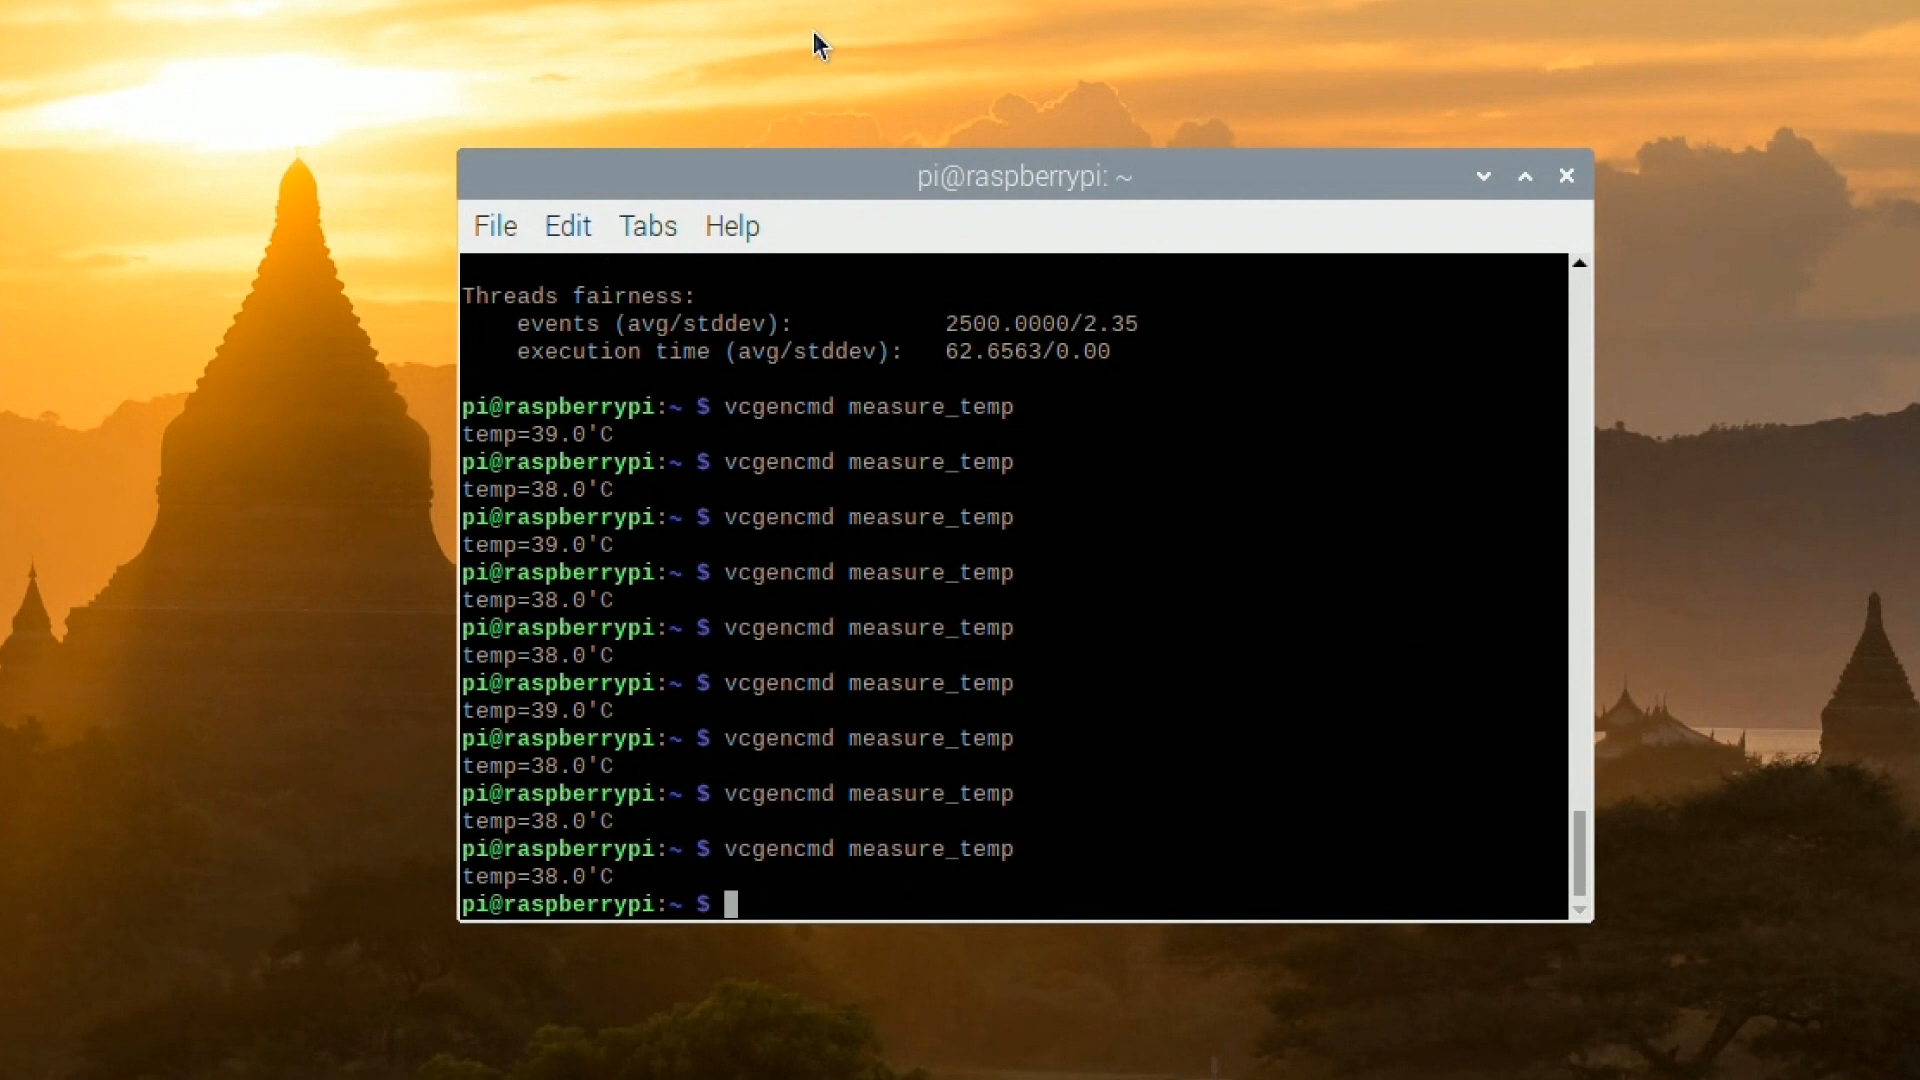 pi@raspberrypi: ~
File Edit Tabs Help
Threads fairness:
    events (avg/stddev):           2500.0000/2.35
    execution time (avg/stddev):   62.6563/0.00
pi@raspberrypi:~ $ vcgencmd measure_temp
temp=39.0'C
pi@raspberrypi:~ $ vcgencmd measure_temp
temp=38.0'C
pi@raspberrypi:~ $ vcgencmd measure_temp
temp=39.0'C
pi@raspberrypi:~ $ vcgencmd measure_temp
temp=38.0'C
pi@raspberrypi:~ $ vcgencmd measure_temp
temp=38.0'C
pi@raspberrypi:~ $ vcgencmd measure_temp
temp=39.0'C
pi@raspberrypi:~ $ vcgencmd measure_temp
temp=38.0'C
pi@raspberrypi:~ $ vcgencmd measure_temp
temp=38.0'C
pi@raspberrypi:~ $ vcgencmd measure_temp
temp=38.0'C
pi@raspberrypi:~ $